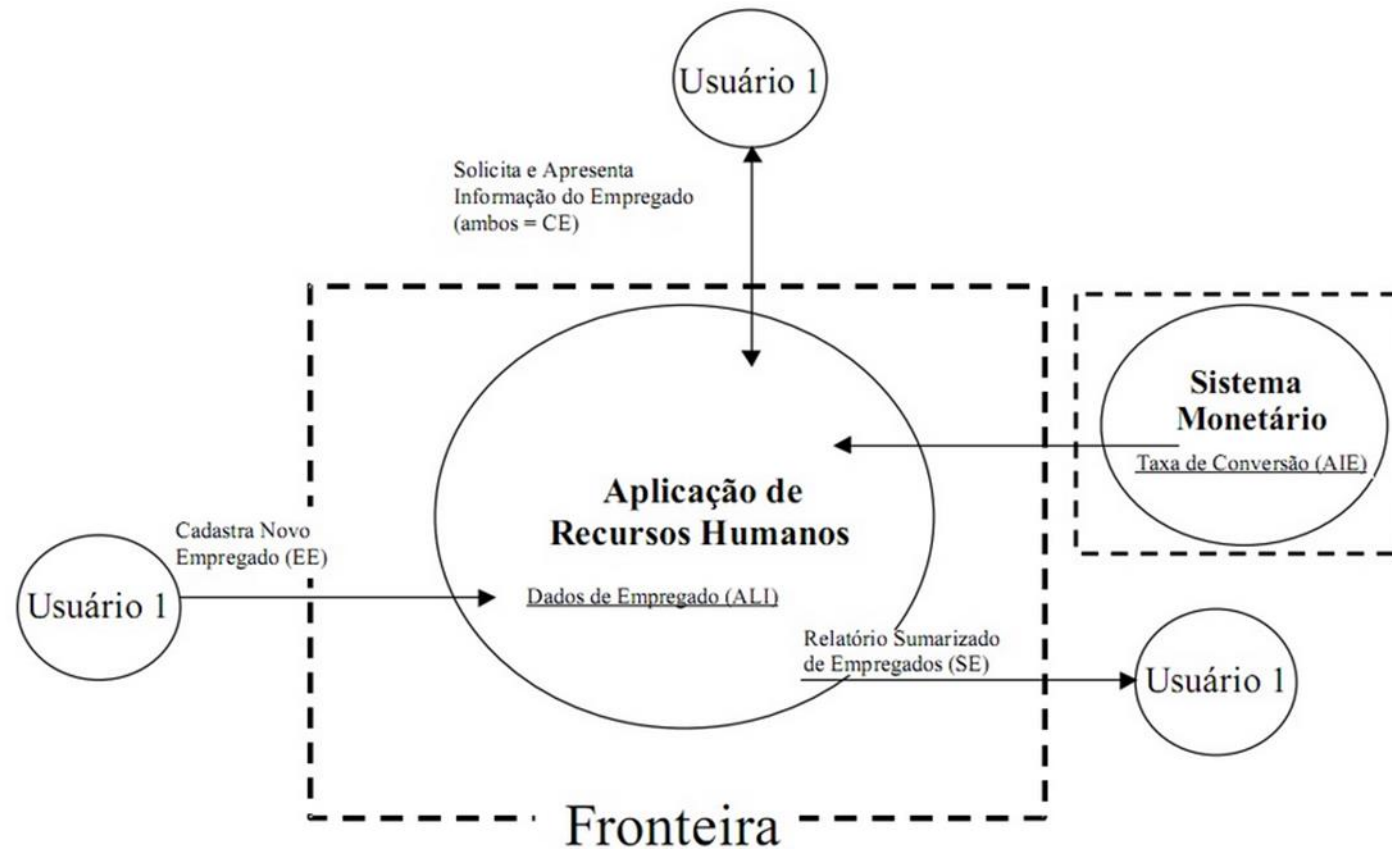 Usuário 1
Solicita e Apresenta
Informação do Empregado
(ambos = CE)
Sistema
Monetário
Taxa de Conversão (AIE)
Aplicação de
Recursos Humanos
Dados de Empregado (ALI)
Cadastra Novo
Empregado (EE)
Usuário 1
Relatório Sumarizado
de Empregados (SE)
Usuário 1
Fronteira